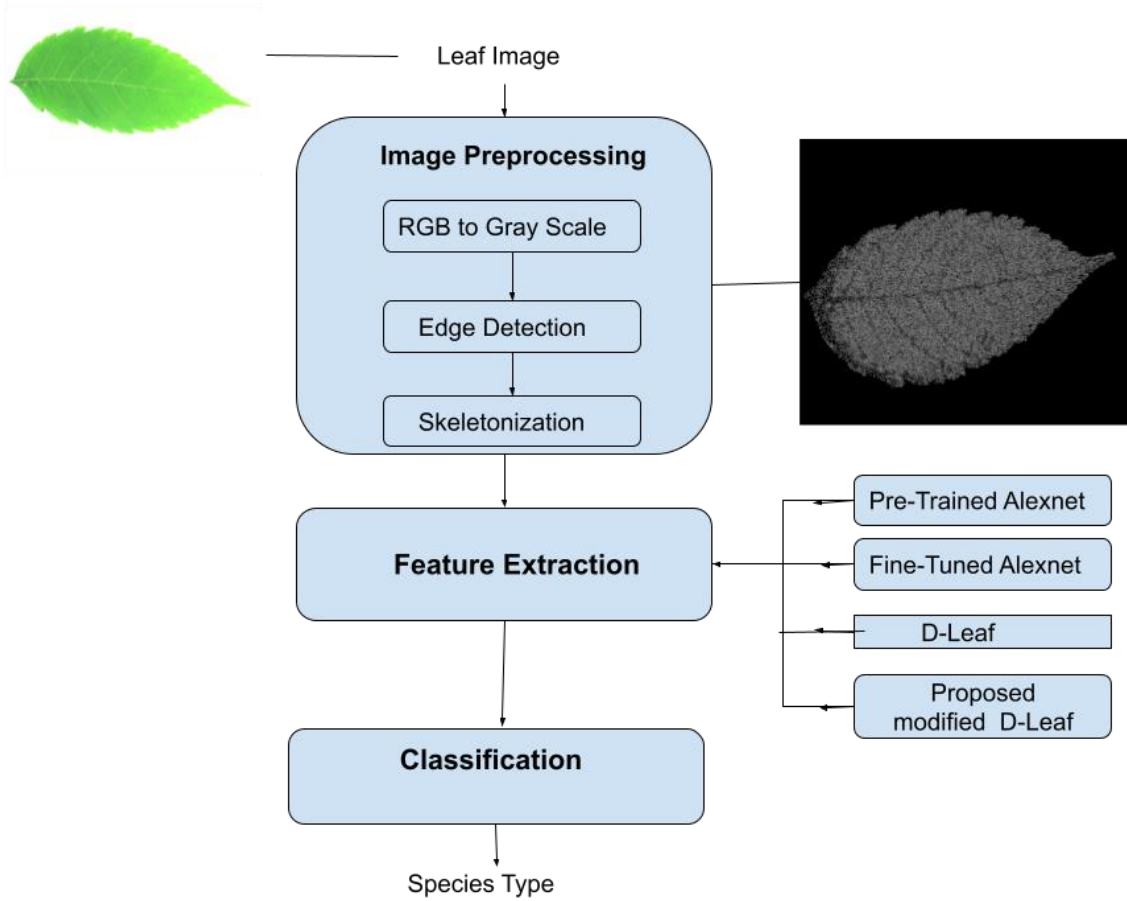 Leaf Image
Image Preprocessing
RGB to Gray Scale
Edge Detection
Skeletonization
Feature Extraction
Pre-Trained Alexnet
Fine-Tuned Alexnet
D-Leaf
Proposed
modified D-Leaf
Classification
Species Type